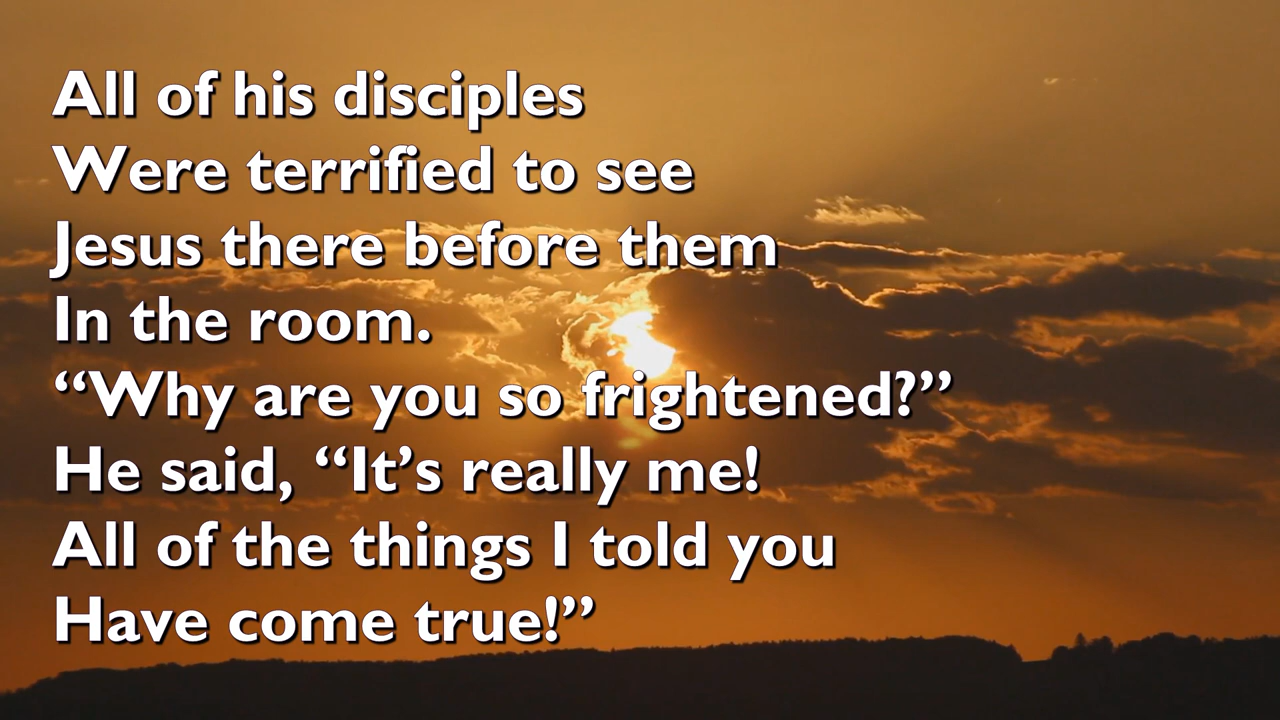 All of his disciples
Were terrified to see
Jesus there before them
In the room.
“Why are you so frightened?”
He said, “It’s really me!
All of the things I told you
Have come true!”